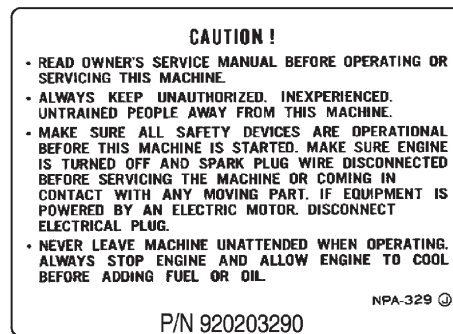 CAUTION !
• READ OWNER'S SERVICE MANUAL BEFORE OPERATING OR
SERVICING THIS MACHINE.
• ALWAYS KEEP UNAUTHORIZED. INEXPERIENCED.
UNTRAINED PEOPLE AWAY FROM THIS MACHINE.
• MAKE SURE ALL SAFETY DEVICES ARE OPERATIONAL
BEFORE THIS MACHINE IS STARTED. MAKE SURE ENGINE
IS TURNED OFF AND SPARK PLUG WIRE DISCONNECTED
BEFORE SERVICING THE MACHINE OR COMING IN
CONTACT WITH ANY MOVING PART. IF EQUIPMENT IS
POWERED BY AN ELECTRIC MOTOR. DISCONNECT
ELECTRICAL PLUG.
• NEVER LEAVE MACHINE UNATTENDED WHEN OPERATING.
ALWAYS STOP ENGINE AND ALLOW ENGINE TO COOL
BEFORE ADDING FUEL OR OIL.
NPA-329 Ⓙ
P/N 920203290